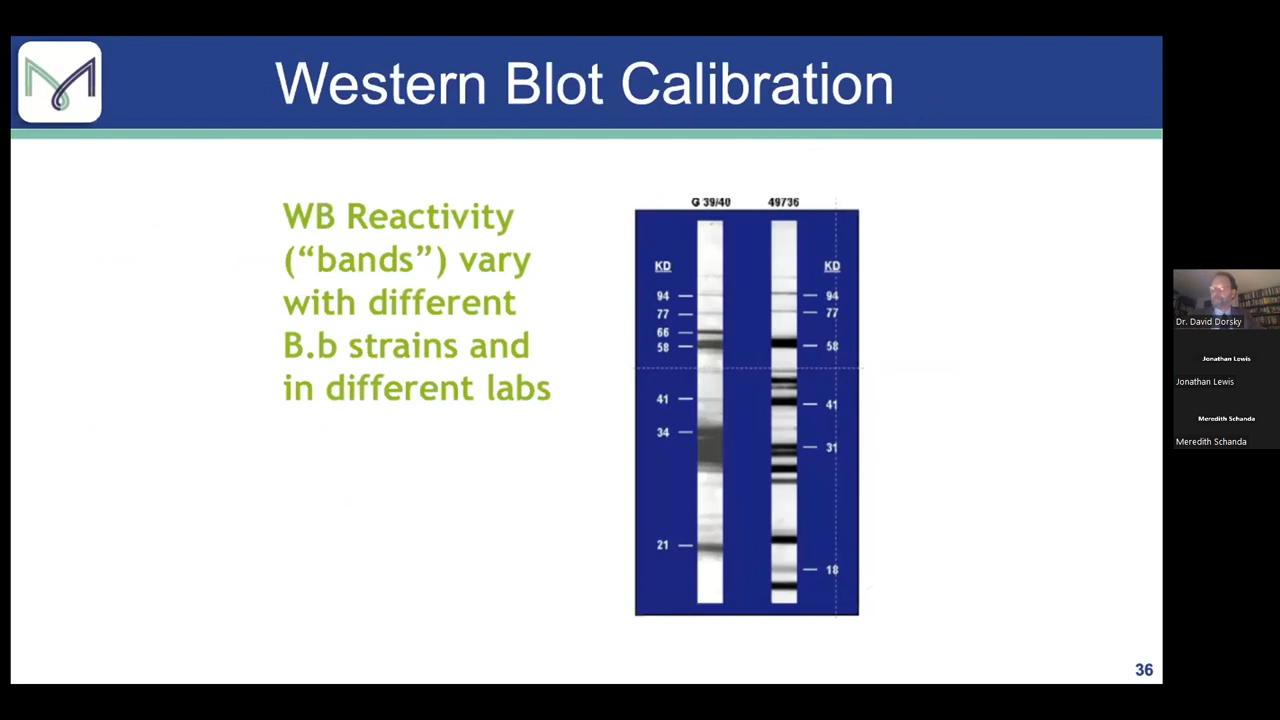 Western Blot Calibration
WB Reactivity
(“bands”) vary
with different
B.b strains and
in different labs
G 39/40
49736
KD
KD
94
94
77
77
66
58
58
41
41
34
31
21
18
36
Dr. David Dorsky
Jonathan Lewis
Jonathan Lewis
Meredith Schanda
Meredith Schanda